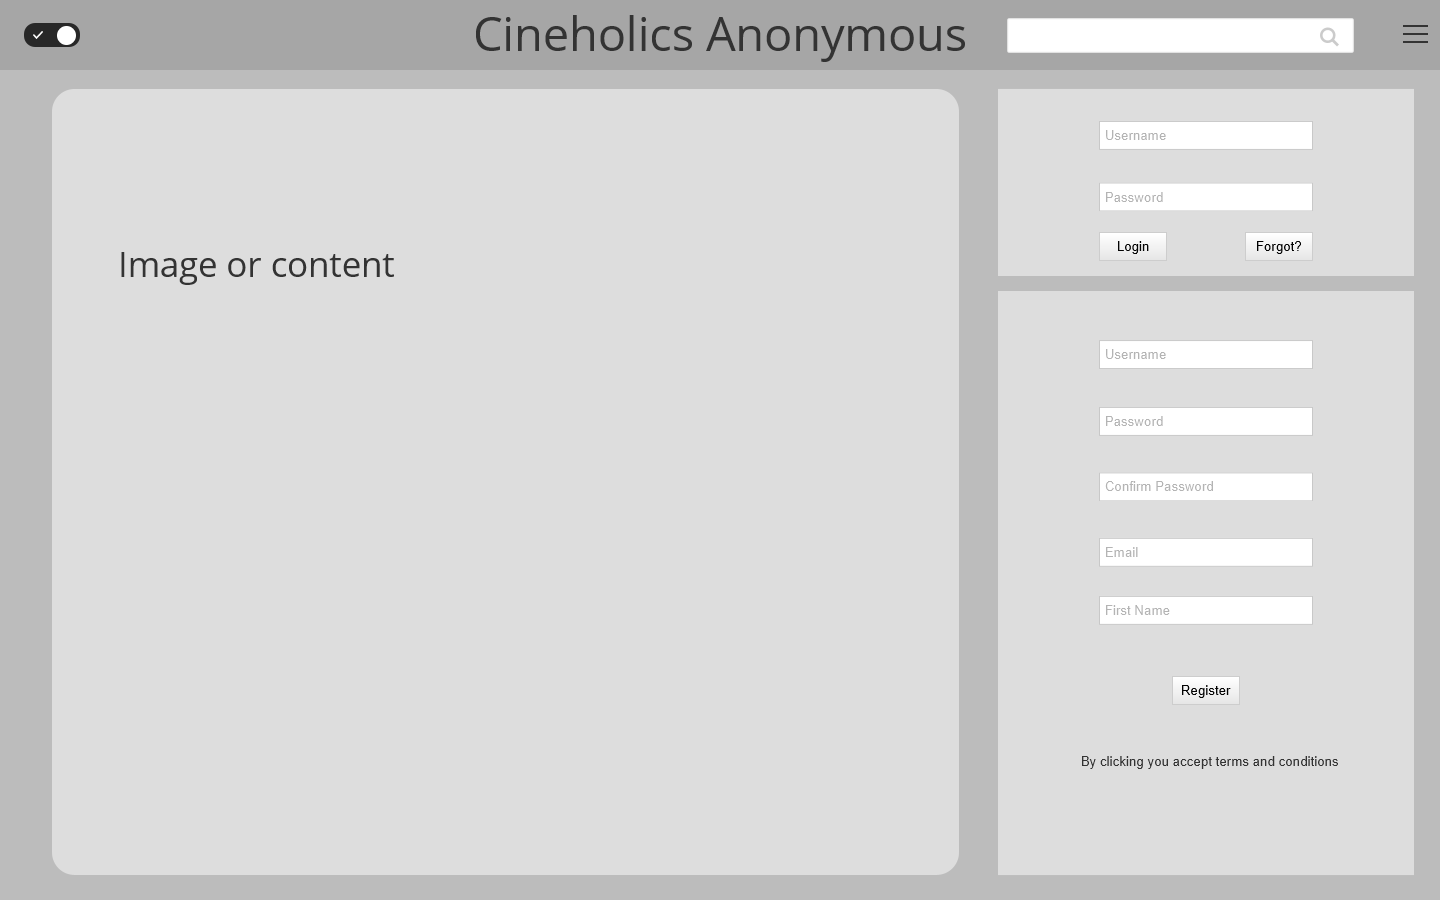 Cineholics Anonymous
Image or content
Username
Password
Login
Forgot?
Username
Password
Confirm Password
Email
First Name
Register
By clicking you accept terms and conditions